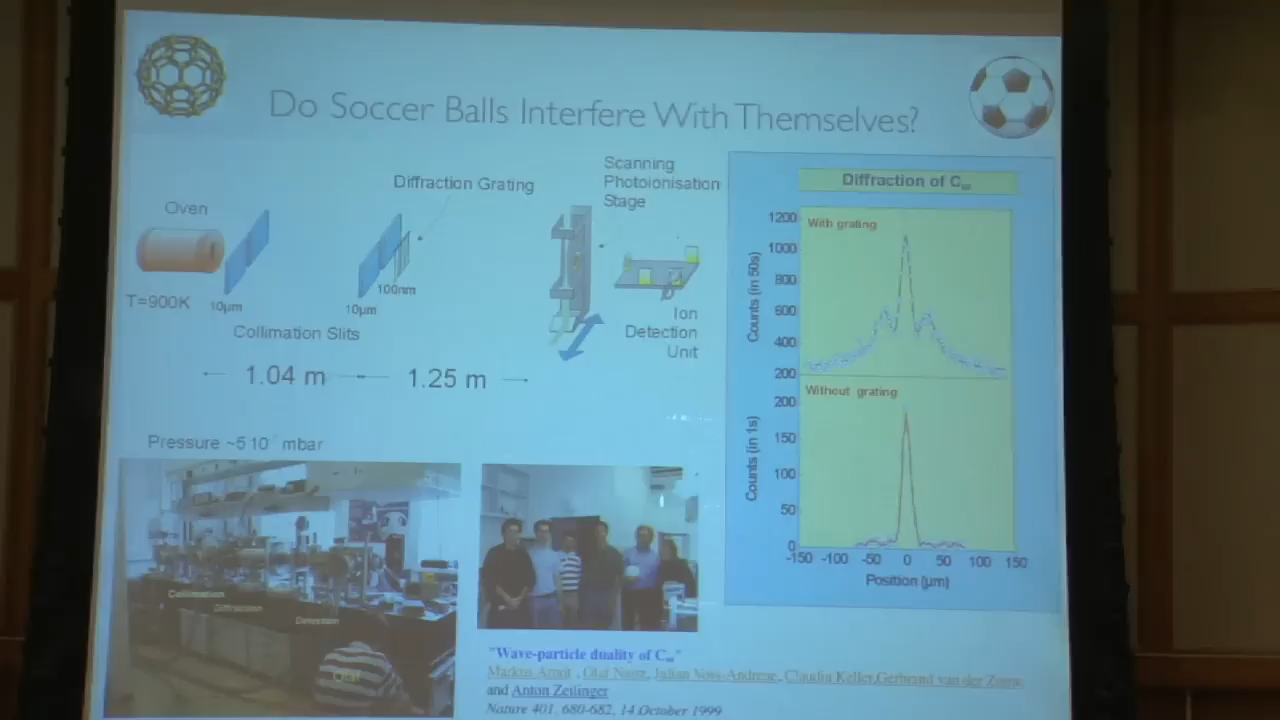 Do Soccer Balls Interfere With Themselves?
Diffraction Grating
Scanning
Photoionisation
Stage
Oven
T=900K
10µm
100nm
10µm
Collimation Slits
Ion
Detection
Unit
1.04 m
1.25 m
Pressure ~5 10 mbar
Collimation
Diffraction
Detection
Olaf
Diffraction of C60
With grating
Counts (in 50s)
1200
1000
800
600
400
200
Without grating
Counts (in 1s)
200
150
100
50
0
-150 -100 -50 0 50 100 150
Position (µm)
"Wave-particle duality of C60"
Markus Arndt, Olaf Nairz, Julian Voss-Andreae, Claudia Keller, Gerbrand van der Zouw,
and Anton Zeilinger
Nature 401, 680-682, 14.October 1999